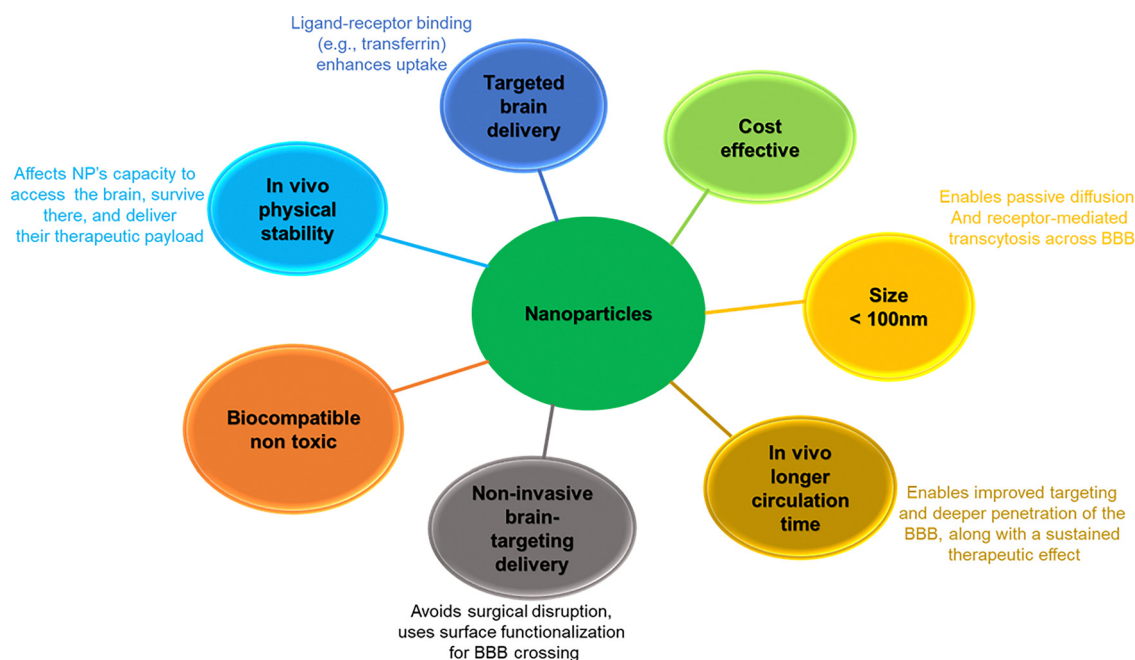 Ligand-receptor binding
(e.g., transferrin)
enhances uptake
Targeted
brain
delivery
Cost
effective
Affects NP's capacity to
access the brain, survive
there, and deliver
their therapeutic payload
In vivo
physical
stability
Enables passive diffusion
And receptor-mediated
transcytosis across BBB
Size
< 100nm
Nanoparticles
Biocompatible
non toxic
Non-invasive
brain-
targeting
delivery
In vivo
longer
circulation
time
Enables improved targeting
and deeper penetration of the
BBB, along with a sustained
therapeutic effect
Avoids surgical disruption,
uses surface functionalization
for BBB crossing